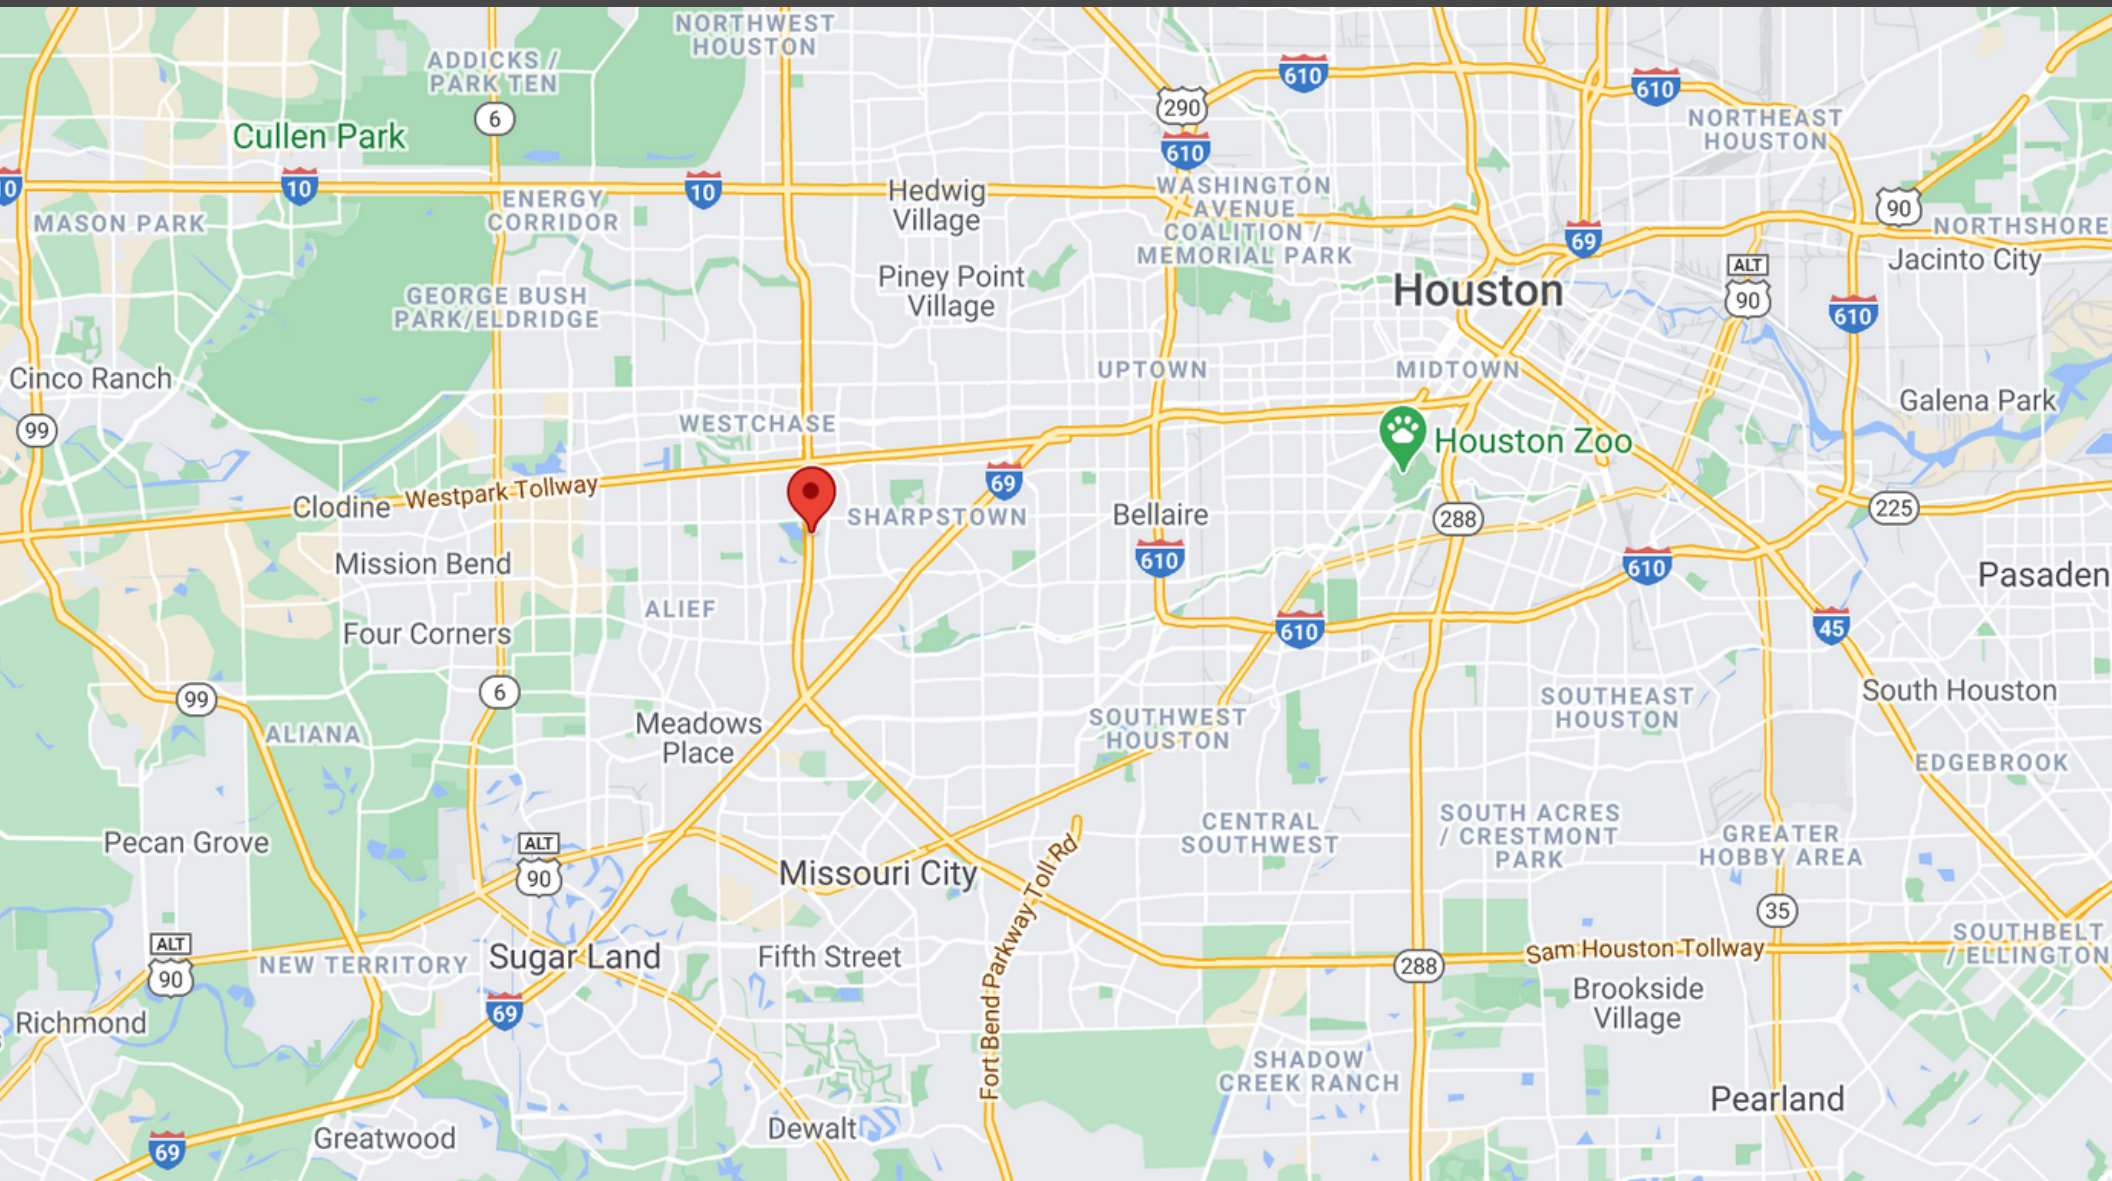 NORTHWEST
HOUSTON
ADDICKS /
PARK TEN
6
Cullen Park
290
610
610
610
NORTHEAST
HOUSTON
10
10
10
ENERGY
CORRIDOR
MASON PARK
Hedwig
Village
WASHINGTON
AVENUE
COALITION /
MEMORIAL PARK
90
69
NORTHSHORE
Jacinto City
ALT
90
610
GEORGE BUSH
PARK/ELDRIDGE
Piney Point
Village
Houston
Cinco Ranch
UPTOWN
MIDTOWN
Galena Park
99
WESTCHASE
Houston Zoo
Clodine
Westpark Tollway
69
SHARPSTOWN
Bellaire
288
225
610
610
Mission Bend
Pasaden
ALIEF
Four Corners
610
45
99
6
ALIANA
Meadows
Place
SOUTHWEST
HOUSTON
SOUTHEAST
HOUSTON
South Houston
EDGEBROOK
Pecan Grove
ALT
90
Missouri City
CENTRAL
SOUTHWEST
SOUTH ACRES
/ CRESTMONT
PARK
GREATER
HOBBY AREA
35
ALT
90
NEW TERRITORY
Sugar Land
Fifth Street
Fort Bend Parkway Toll Rd
288
Sam Houston Tollway
SOUTHBELT
/ ELLINGTON
Brookside
Village
Richmond
69
SHADOW
CREEK RANCH
Pearland
69
Greatwood
Dewalt